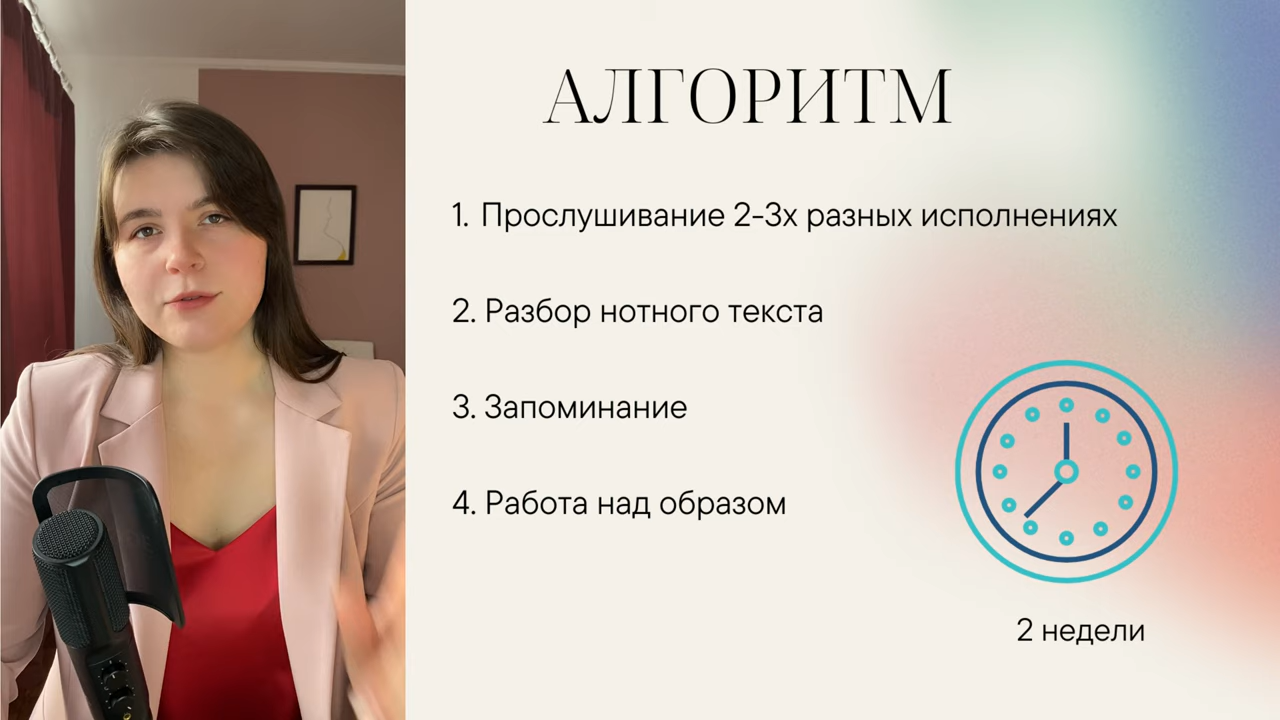 АЛГОРИТМ
1. Прослушивание 2-3х разных исполнениях
2. Разбор нотного текста
3. Запоминание
4. Работа над образом
2 недели